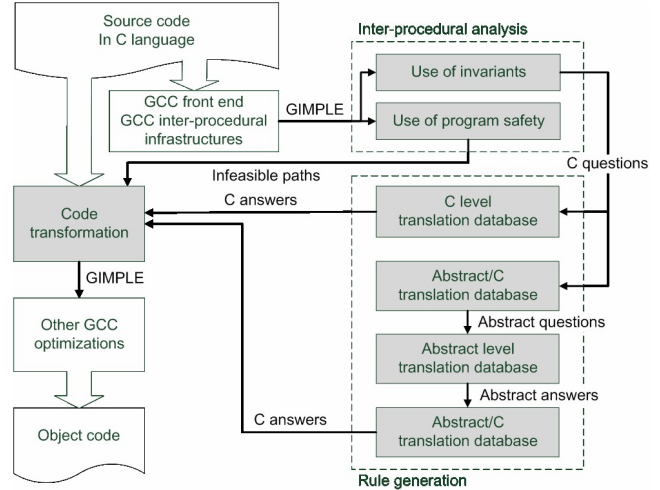 Source code
In C language
Inter-procedural analysis
Use of invariants
GCC front end
GCC inter-procedural
infrastructures
GIMPLE
Use of program safety
C questions
Infeasible paths
C answers
C level
translation database
Code
transformation
GIMPLE
Abstract/C
translation database
Abstract questions
Other GCC
optimizations
Abstract level
translation database
Abstract answers
C answers
Abstract/C
translation database
Object code
Rule generation